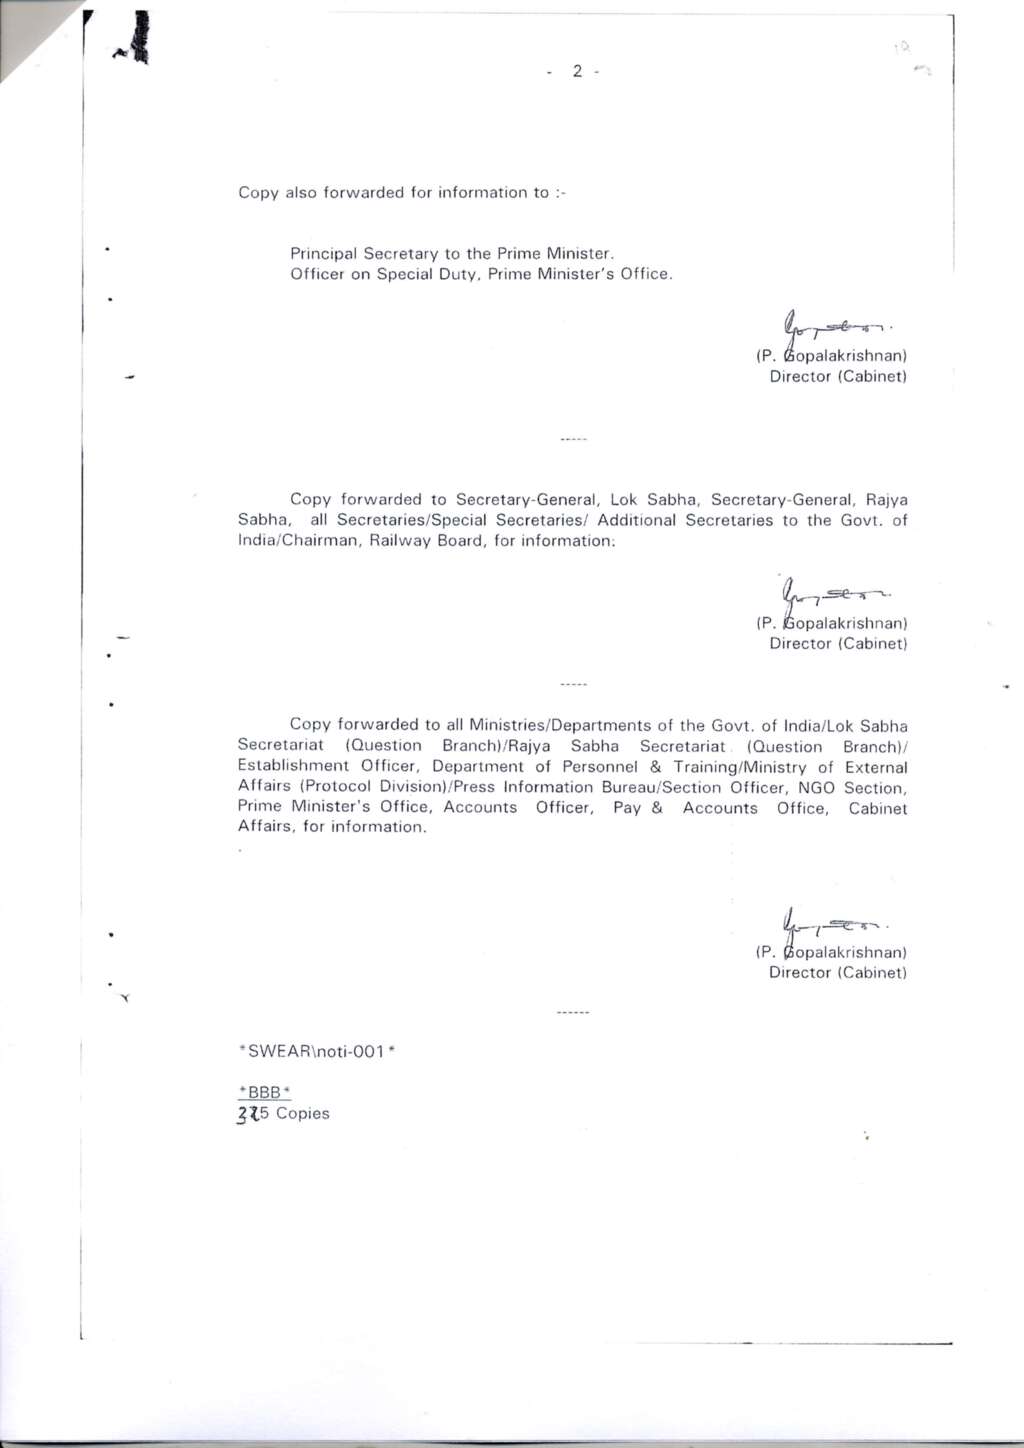 - 2 -
Copy also forwarded for information to :-
Principal Secretary to the Prime Minister.
Officer on Special Duty, Prime Minister's Office.
(P. Gopalakrishnan)
Director (Cabinet)
-----
Copy forwarded to Secretary-General, Lok Sabha, Secretary-General, Rajya
Sabha, all Secretaries/Special Secretaries/ Additional Secretaries to the Govt. of
India/Chairman, Railway Board, for information.
(P. Gopalakrishnan)
Director (Cabinet)
-----
Copy forwarded to all Ministries/Departments of the Govt. of India/Lok Sabha
Secretariat (Question Branch)/Rajya Sabha Secretariat (Question Branch)/
Establishment Officer, Department of Personnel & Training/Ministry of External
Affairs (Protocol Division)/Press Information Bureau/Section Officer, NGO Section,
Prime Minister's Office, Accounts Officer, Pay & Accounts Office, Cabinet
Affairs, for information.
(P. Gopalakrishnan)
Director (Cabinet)
------
*SWEAR\noti-001*
*BBB*
Copies